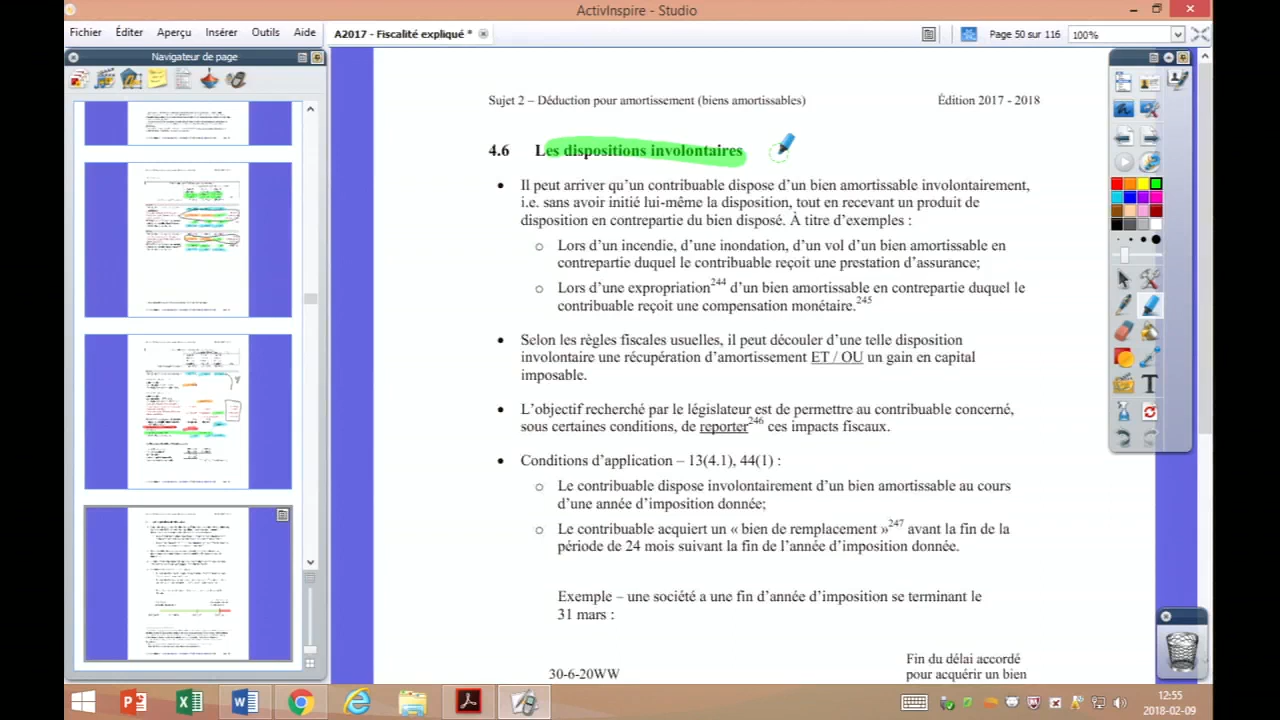 ActivInspire - Studio
Fichier Éditer Aperçu Insérer Outils Aide
A2017 - Fiscalité expliqué *
Page 50 sur 116
100%
Navigateur de page
Sujet 2 – Déduction pour amortissement (biens amortissables) Édition 2017 - 2018
4.6 Les dispositions involontaires
• Il peut arriver qu'un contribuable dispose d'un bien amortissable involontairement,
i.e. sans avoir initié lui-même la disposition, tout en recevant un produit de
disposition en contrepartie du bien disposé. À titre d'exemples :
o Lors d'un incendie, d'une inondation, d'un vol d'un bien amortissable en
contrepartie duquel le contribuable reçoit une prestation d'assurance;
o Lors d'une expropriation244 d'un bien amortissable en contrepartie duquel le
contribuable reçoit une compensation monétaire.245
• Selon les règles fiscales usuelles, il peut découler d'une telle disposition
involontaire une récupération d'amortissement ET / OU un gain en capital
imposable.
• L'objectif recherché par le législateur est de permettre au contribuable concerné,
sous certaines conditions, de reporter246 ces impacts fiscaux.
• Conditions d'application – 13(4.1), 44(1) :
o Le contribuable dispose involontairement d'un bien amortissable au cours
d'une année d'imposition donnée;
o Le contribuable acquiert un « bien de remplacement »247 avant la fin de la
période de 24 mois suivant la fin de l'année d'imposition donnée.
Exemple – une société a une fin d'année d'imposition se terminant le
31 mars :
Fin du délai accordé
30-6-20WW pour acquérir un bien
12:55
2018-02-09